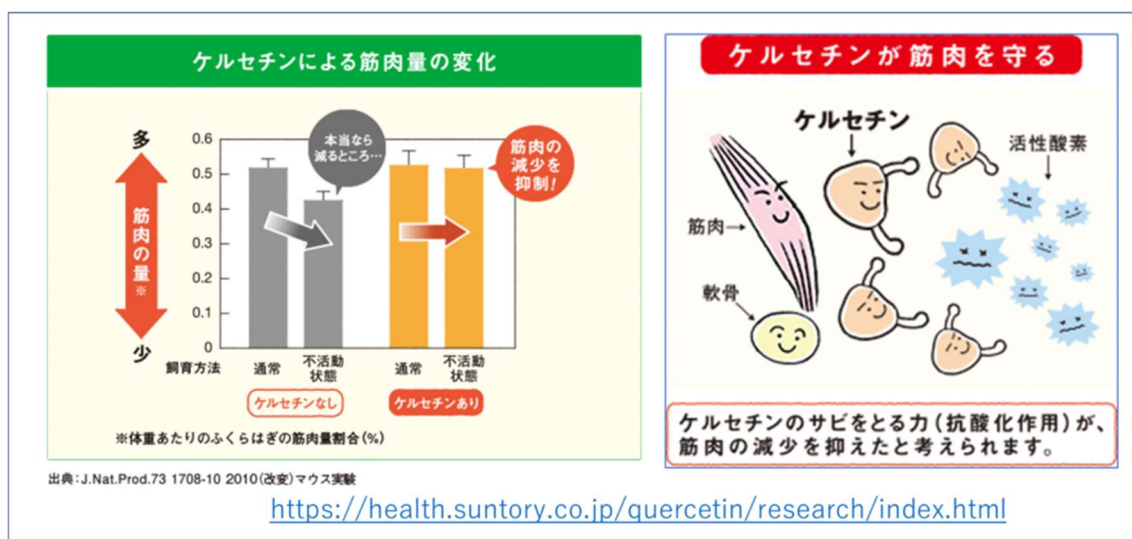 ケルセチンによる筋肉量の変化
多
筋肉の量※
少
0.6
0.5
0.4
0.3
0.2
0.1
0
本当なら
減るところ…
筋肉の
減少を
抑制!
飼育方法
通常
不活動
状態
通常
不活動
状態
ケルセチンなし
ケルセチンあり
※体重あたりのふくらはぎの筋肉量割合(%)
出典:J.Nat.Prod.73 1708-10 2010(改変)マウス実験
ケルセチンが筋肉を守る
ケルセチン
活性酸素
筋肉→
軟骨
ケルセチンのサビをとる力(抗酸化作用)が、
筋肉の減少を抑えたと考えられます。
https://health.suntory.co.jp/quercetin/research/index.html